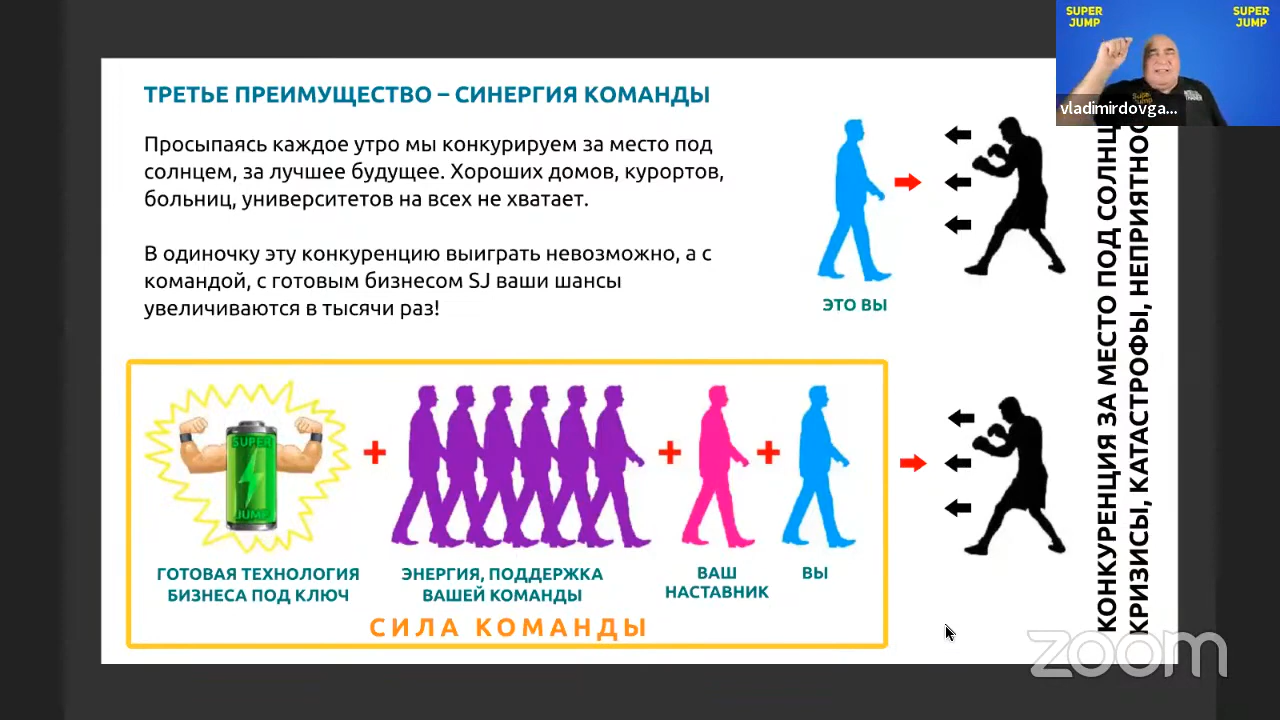 SUPER
JUMP
SUPER
JUMP
vladimirdovga...
ТРЕТЬЕ ПРЕИМУЩЕСТВО – СИНЕРГИЯ КОМАНДЫ
Просыпаясь каждое утро мы конкурируем за место под
солнцем, за лучшее будущее. Хороших домов, курортов,
больниц, университетов на всех не хватает.
В одиночку эту конкуренцию выиграть невозможно, а с
командой, с готовым бизнесом SJ ваши шансы
увеличиваются в тысячи раз!
ЭТО ВЫ
SUPER
JUMP
ГОТОВАЯ ТЕХНОЛОГИЯ
БИЗНЕСА ПОД КЛЮЧ
ЭНЕРГИЯ, ПОДДЕРЖКА
ВАШЕЙ КОМАНДЫ
ВАШ
НАСТАВНИК
ВЫ
СИЛА КОМАНДЫ
КОНКУРЕНЦИЯ ЗА МЕСТО ПОД СОЛНЦ
КРИЗИСЫ, КАТАСТРОФЫ, НЕПРИЯТНОС
zoom